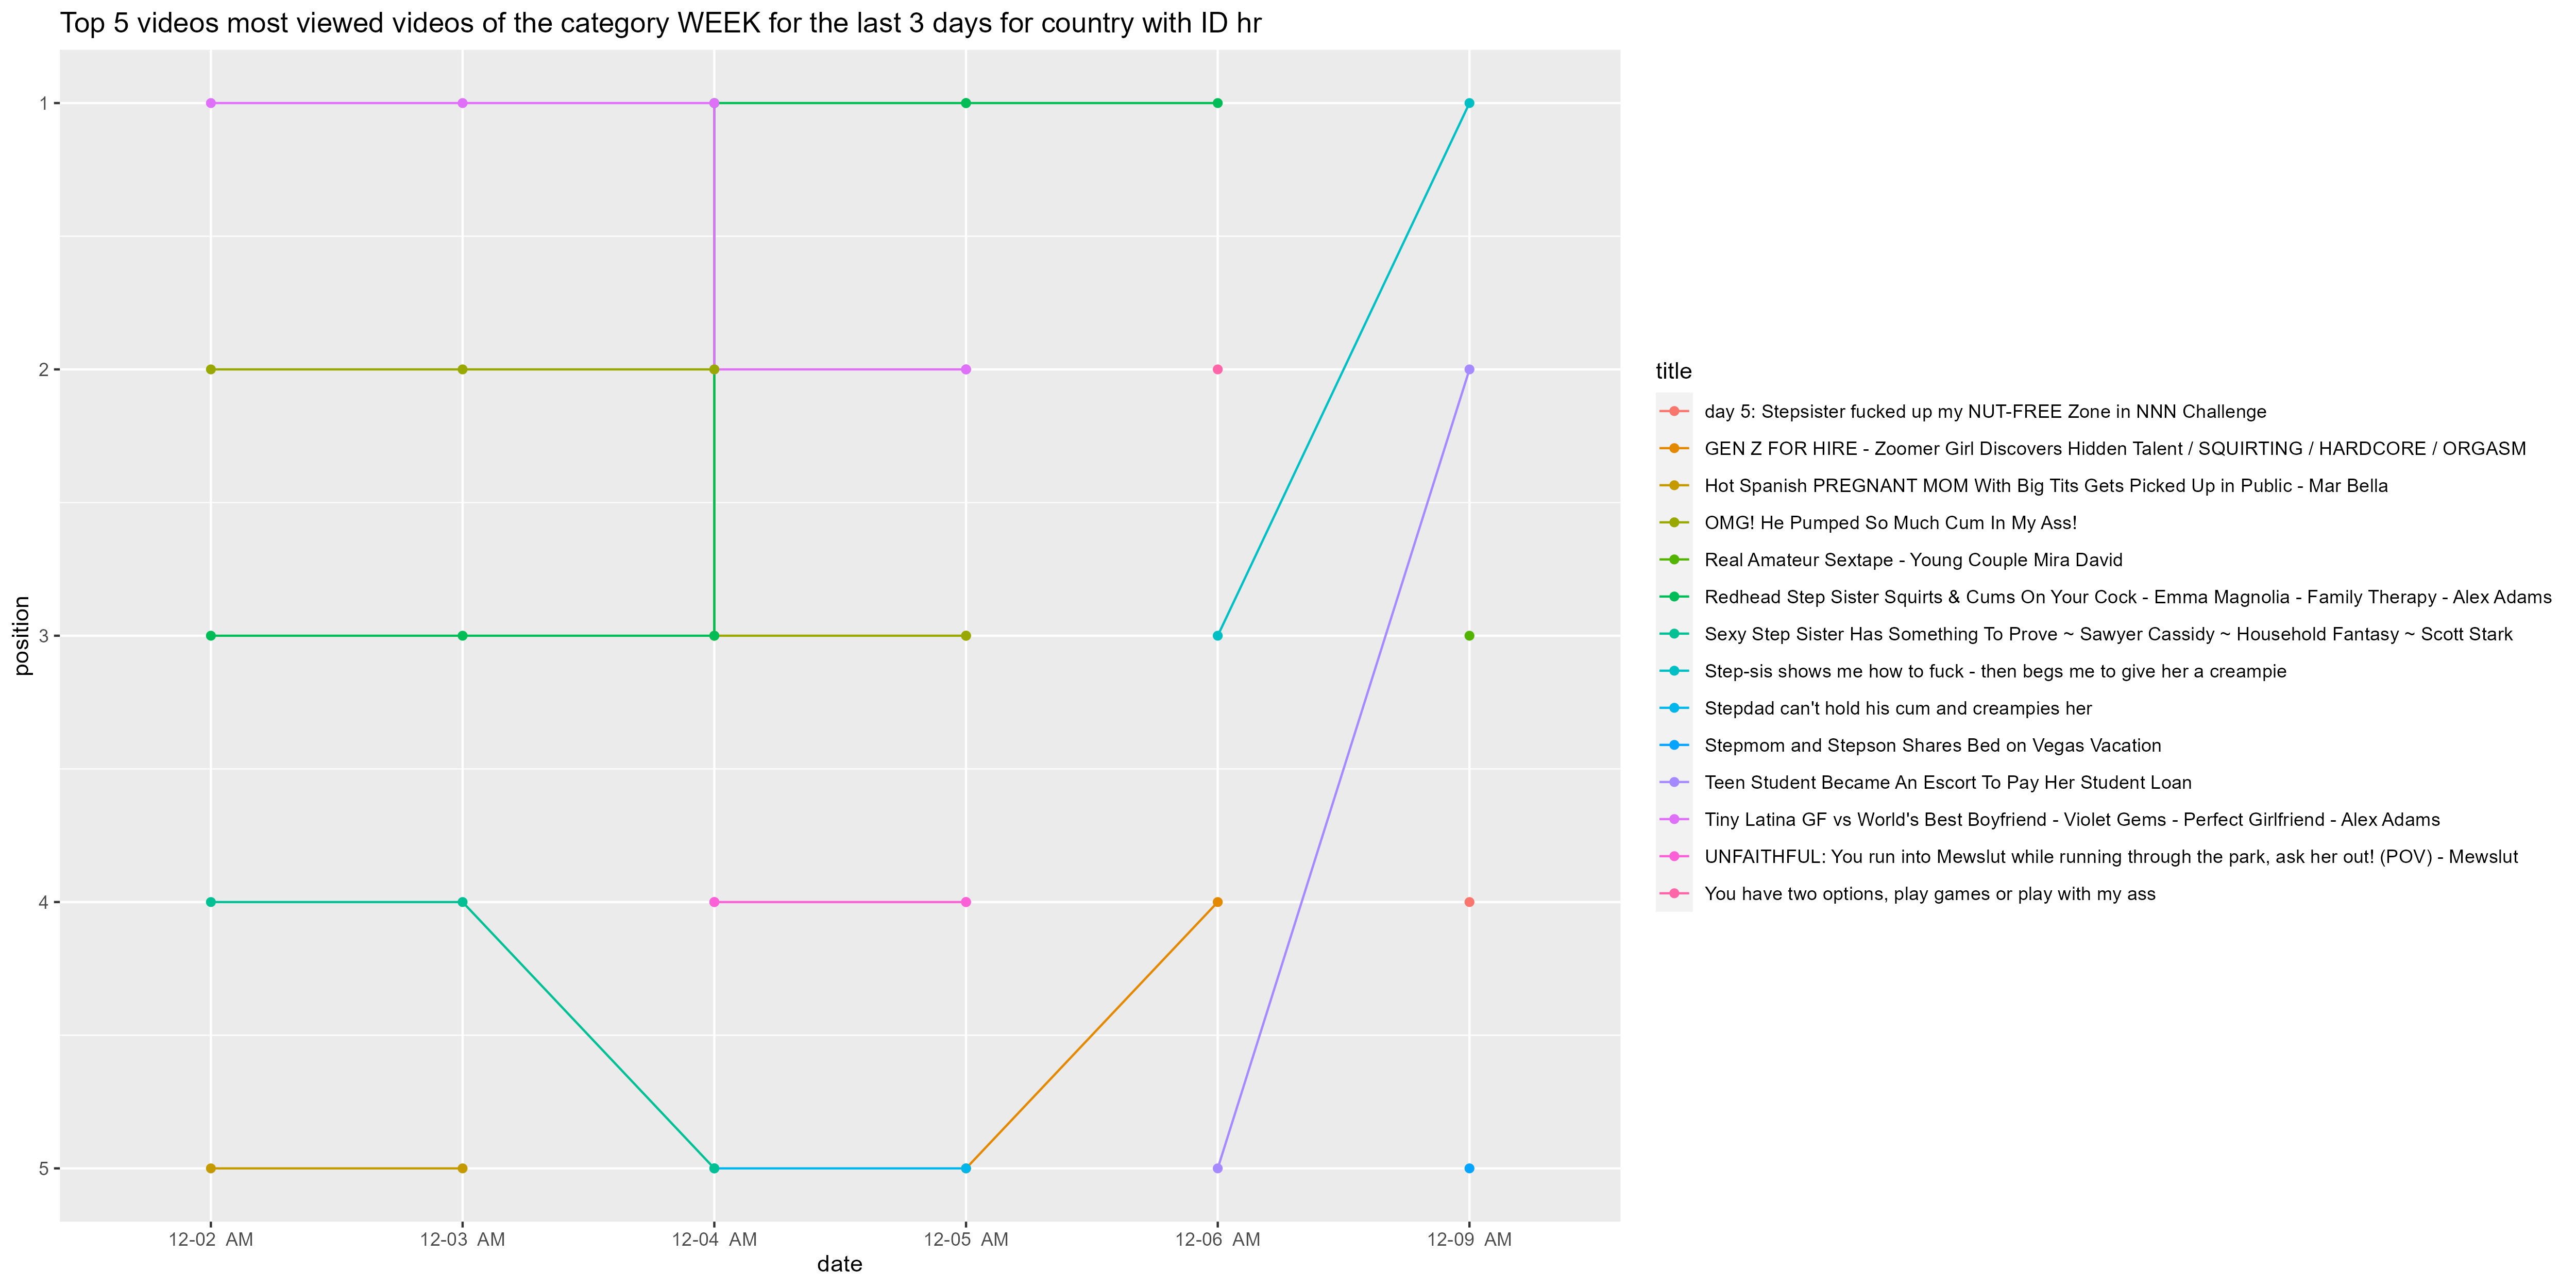 Top 5 videos most viewed videos of the category WEEK for the last 3 days for country with ID hr
1
2
3
4
5
position
12-02 AM
12-03 AM
12-04 AM
12-05 AM
12-06 AM
12-09 AM
date
title
day 5: Stepsister fucked up my NUT-FREE Zone in NNN Challenge
GEN Z FOR HIRE - Zoomer Girl Discovers Hidden Talent / SQUIRTING / HARDCORE / ORGASM
Hot Spanish PREGNANT MOM With Big Tits Gets Picked Up in Public - Mar Bella
OMG! He Pumped So Much Cum In My Ass!
Real Amateur Sextape - Young Couple Mira David
Redhead Step Sister Squirts & Cums On Your Cock - Emma Magnolia - Family Therapy - Alex Adams
Sexy Step Sister Has Something To Prove ~ Sawyer Cassidy ~ Household Fantasy ~ Scott Stark
Step-sis shows me how to fuck - then begs me to give her a creampie
Stepdad can't hold his cum and creampies her
Stepmom and Stepson Shares Bed on Vegas Vacation
Teen Student Became An Escort To Pay Her Student Loan
Tiny Latina GF vs World's Best Boyfriend - Violet Gems - Perfect Girlfriend - Alex Adams
UNFAITHFUL: You run into Mewslut while running through the park, ask her out! (POV) - Mewslut
You have two options, play games or play with my ass